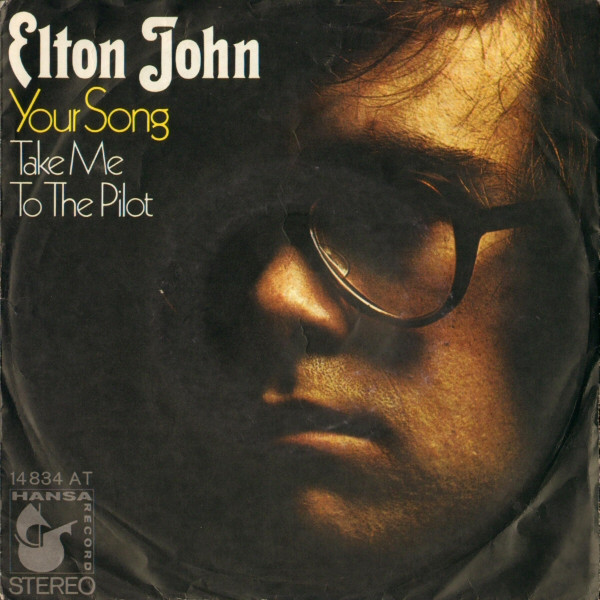 Elton John
Your Song
Take Me
To The Pilot
14 834 AT
HANSA
RECORD
STEREO